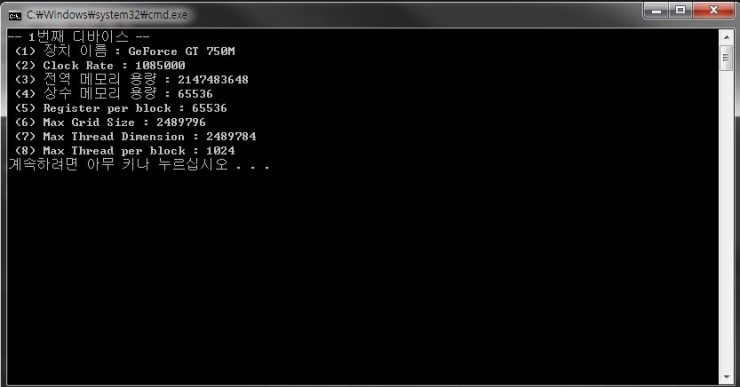 C:₩Windows₩system32₩cmd.exe
-- 1번째 디바이스 --
(1) 장치 이름 : GeForce GT 750M
(2) Clock Rate : 1085000
(3) 전역 메모리 용량 : 2147483648
(4) 상수 메모리 용량 : 65536
(5) Register per block : 65536
(6) Max Grid Size : 2489796
(7) Max Thread Dimension : 2489784
(8) Max Thread per block : 1024
계속하려면 아무 키나 누르십시오 . . .